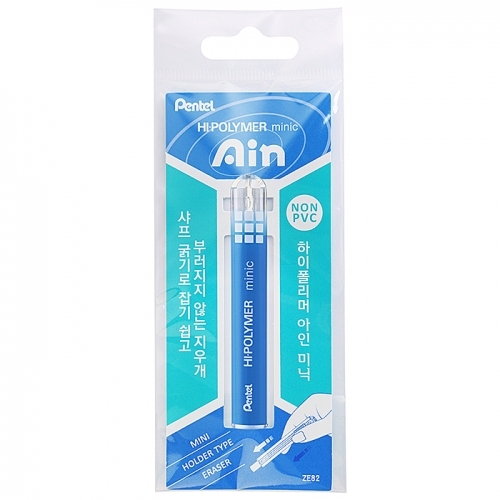 Pentel
HI-POLYMER minic
Ain
NON
PVC
샤프 굵기로 잡기 쉽고
부러지지 않는 지우개
하이폴리머 아인 미닉
HI-POLYMER minic
Pentel
MINI
HOLDER TYPE
ERASER
ZE82